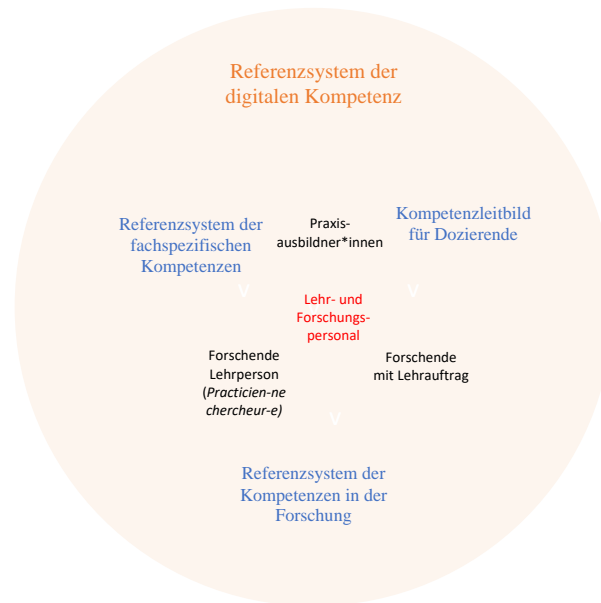 Referenzsystem der
digitalen Kompetenz
Referenzsystem der
fachspezifischen
Kompetenzen
Praxis-
ausbildner*innen
Kompetenzleitbild
für Dozierende
V
V
Lehr- und
Forschungs-
personal
Forschende
Lehrperson
(Practicien-ne
chercheur-e)
Forschende
mit Lehrauftrag
V
Referenzsystem der
Kompetenzen in der
Forschung